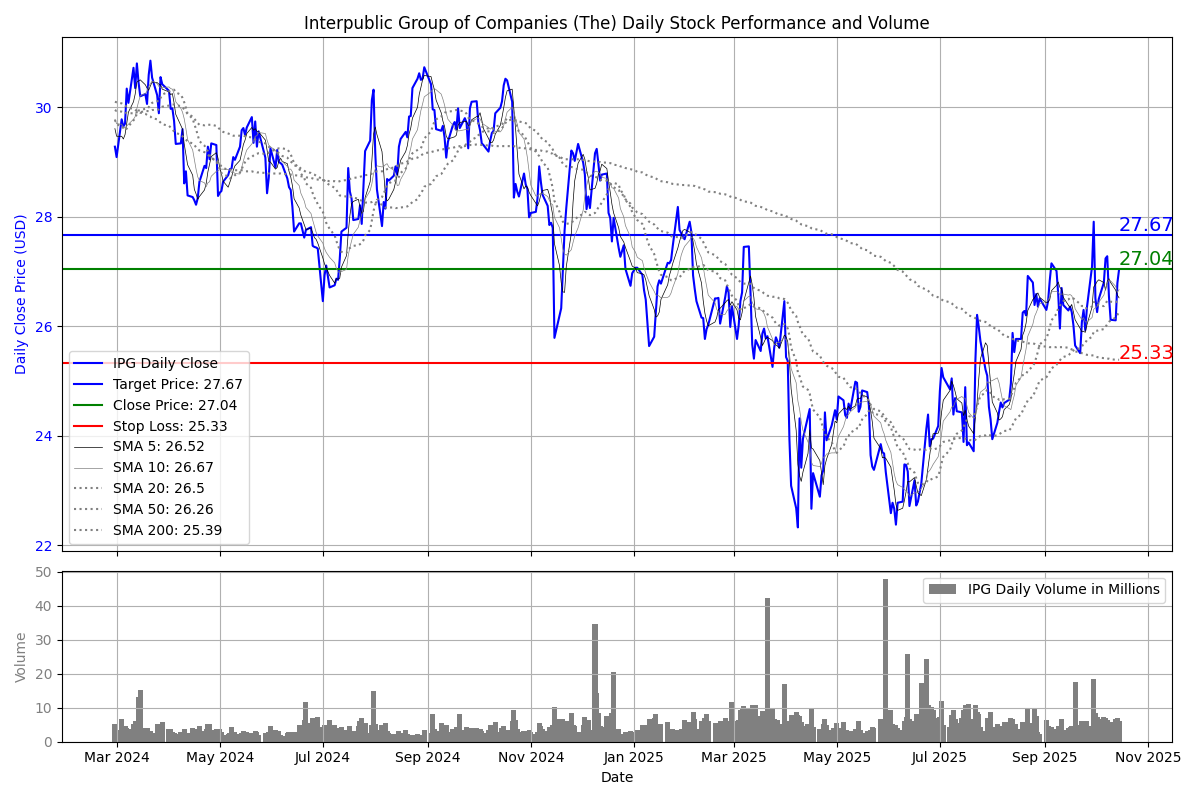 Interpublic Group of Companies (The) Daily Stock Performance and Volume
Daily Close Price (USD)
30
28
26
24
22
27.67
27.04
25.33
IPG Daily Close
Target Price: 27.67
Close Price: 27.04
Stop Loss: 25.33
SMA 5: 26.52
SMA 10: 26.67
SMA 20: 26.5
SMA 50: 26.26
SMA 200: 25.39
Volume
50
40
30
20
10
0
IPG Daily Volume in Millions
Mar 2024 May 2024 Jul 2024 Sep 2024 Nov 2024 Jan 2025 Mar 2025 May 2025 Jul 2025 Sep 2025 Nov 2025
Date